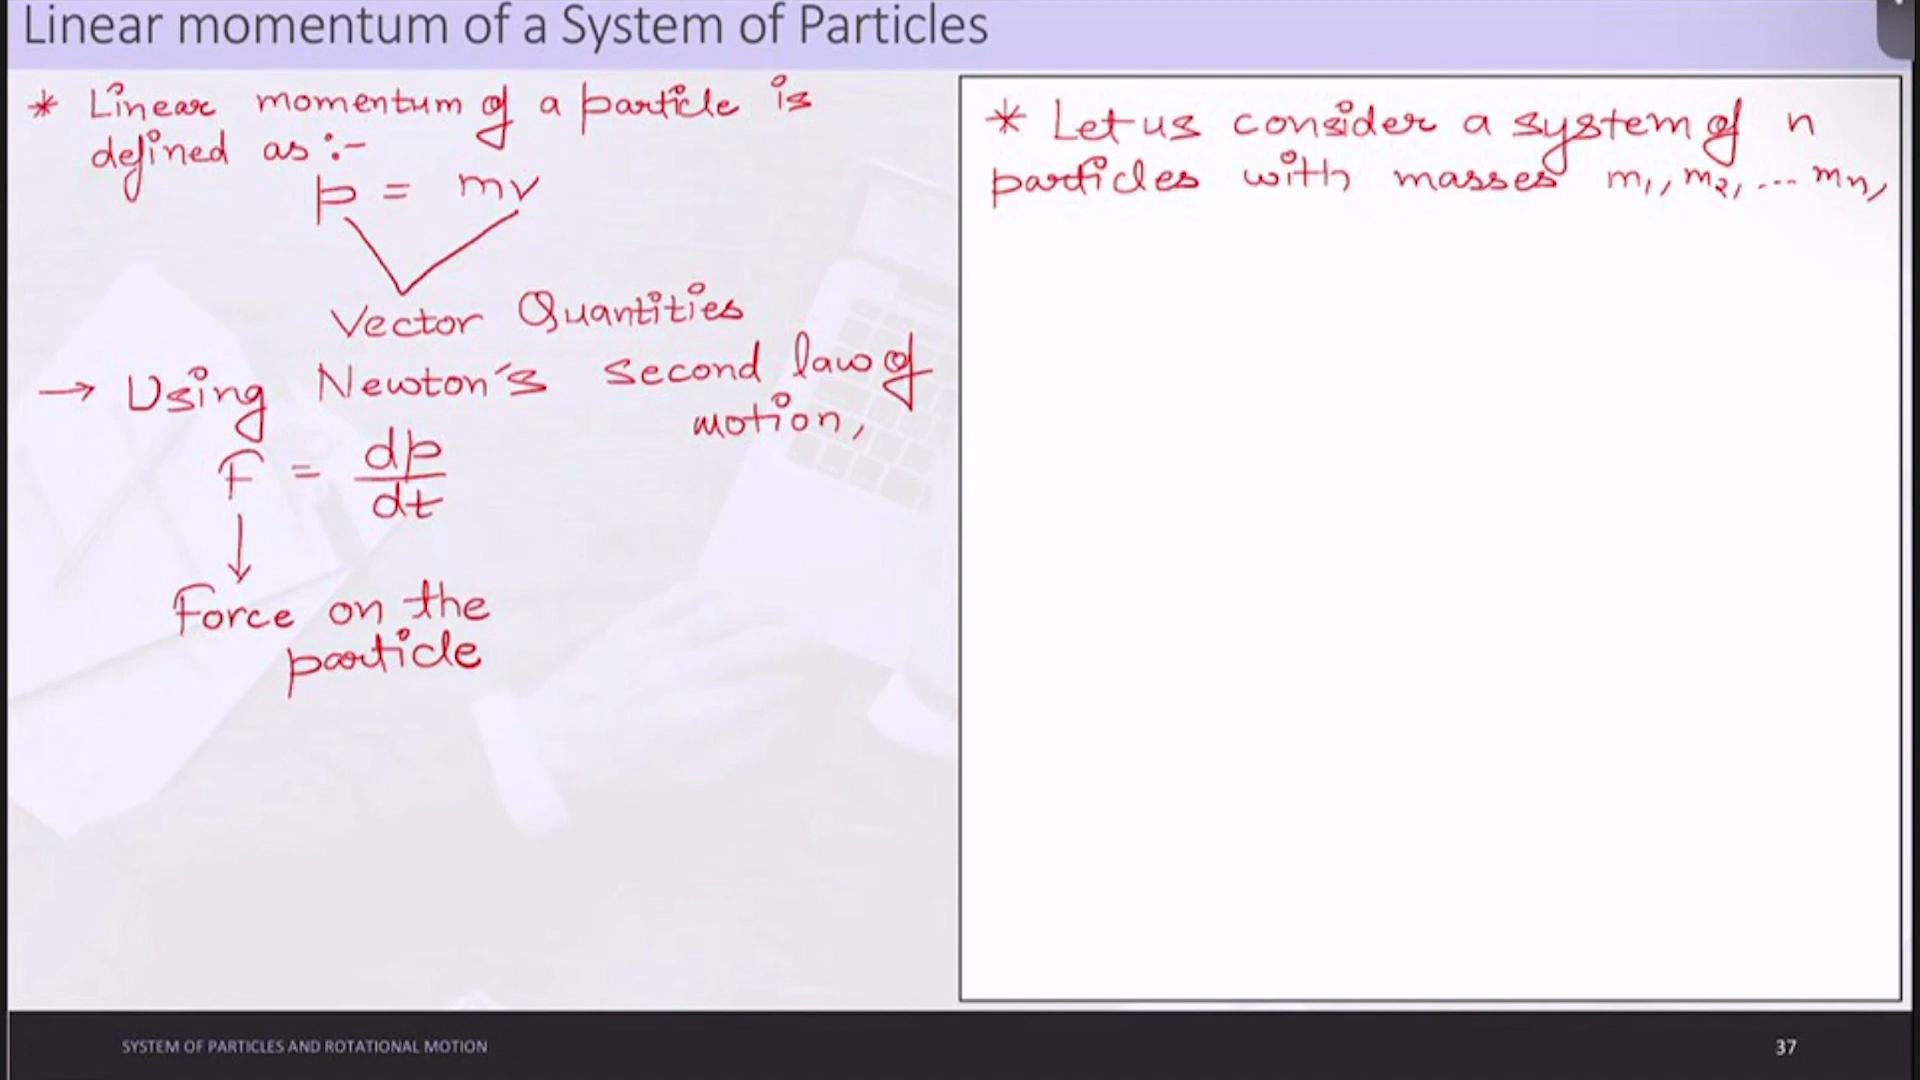 Linear momentum of a System of Particles
* Linear momentum of a particle is
defined as :-
p = mv
Vector Quantities
→ Using Newton's second law of
motion,
F = dp
dt
↓
Force on the
particle
* Let us consider a system of n
particles with masses m₁, m₂, ... mₙ,
SYSTEM OF PARTICLES AND ROTATIONAL MOTION
37